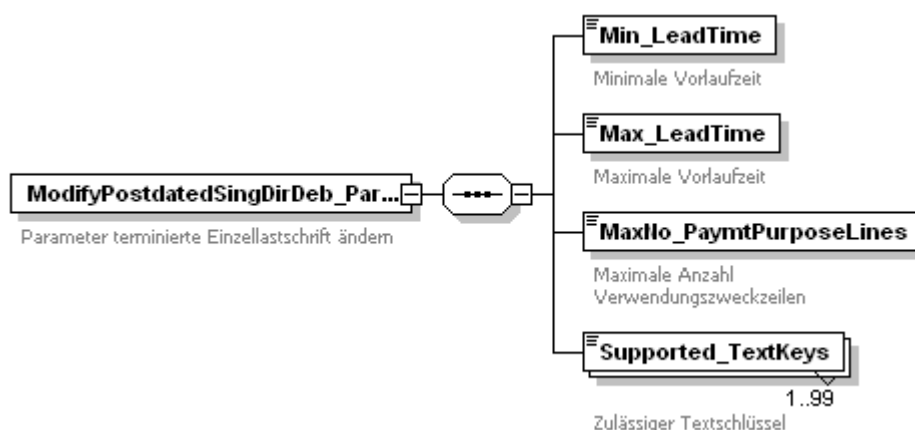 Min_LeadTime
Minimale Vorlaufzeit
Max_LeadTime
Maximale Vorlaufzeit
ModifyPostdatedSingDirDeb_Par...
Parameter terminierte Einzellastschrift ändern
MaxNo_PaymtPurposeLines
Maximale Anzahl
Verwendungszweckzeilen
Supported_TextKeys
1..99
Zulässiger Textschlüssel